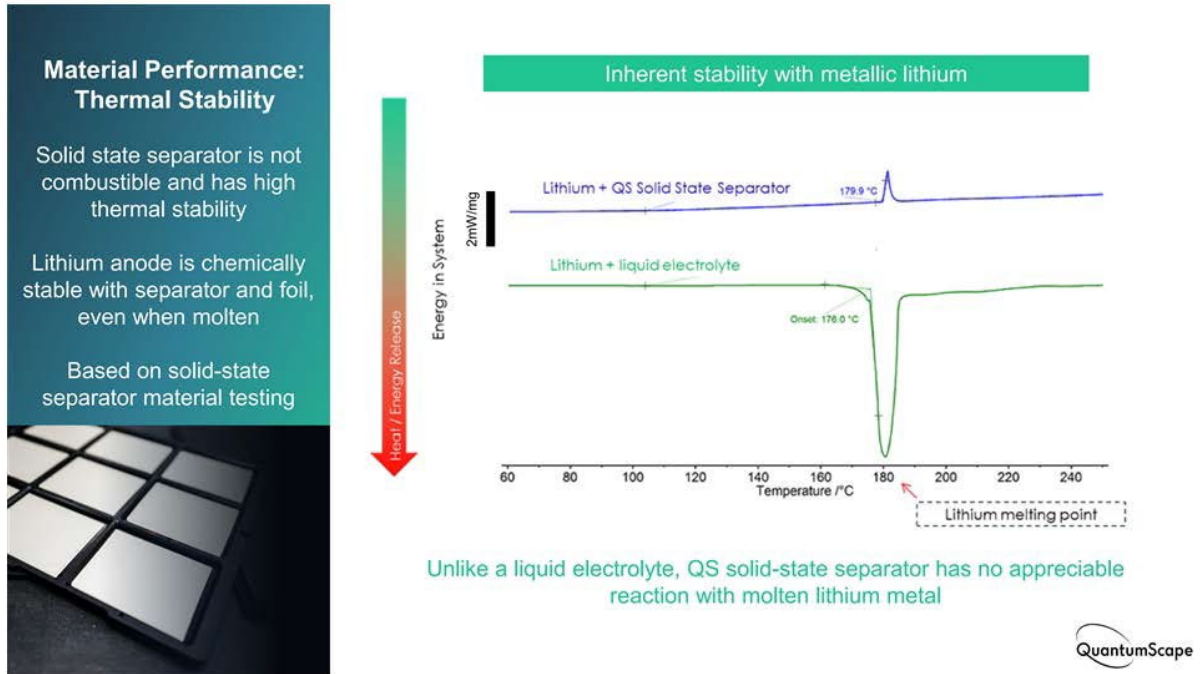 Material Performance:
Thermal Stability
Solid state separator is not
combustible and has high
thermal stability
Lithium anode is chemically
stable with separator and foil,
even when molten
Based on solid-state
separator material testing
Inherent stability with metallic lithium
Heat / Energy Release
Energy in System
2mW/mg
Lithium + QS Solid State Separator
179.9 °C
Lithium + liquid electrolyte
Onset: 176.0 °C
60 80 100 120 140 160 180 200 220 240
Temperature /°C
Lithium melting point
Unlike a liquid electrolyte, QS solid-state separator has no appreciable
reaction with molten lithium metal
QuantumScape